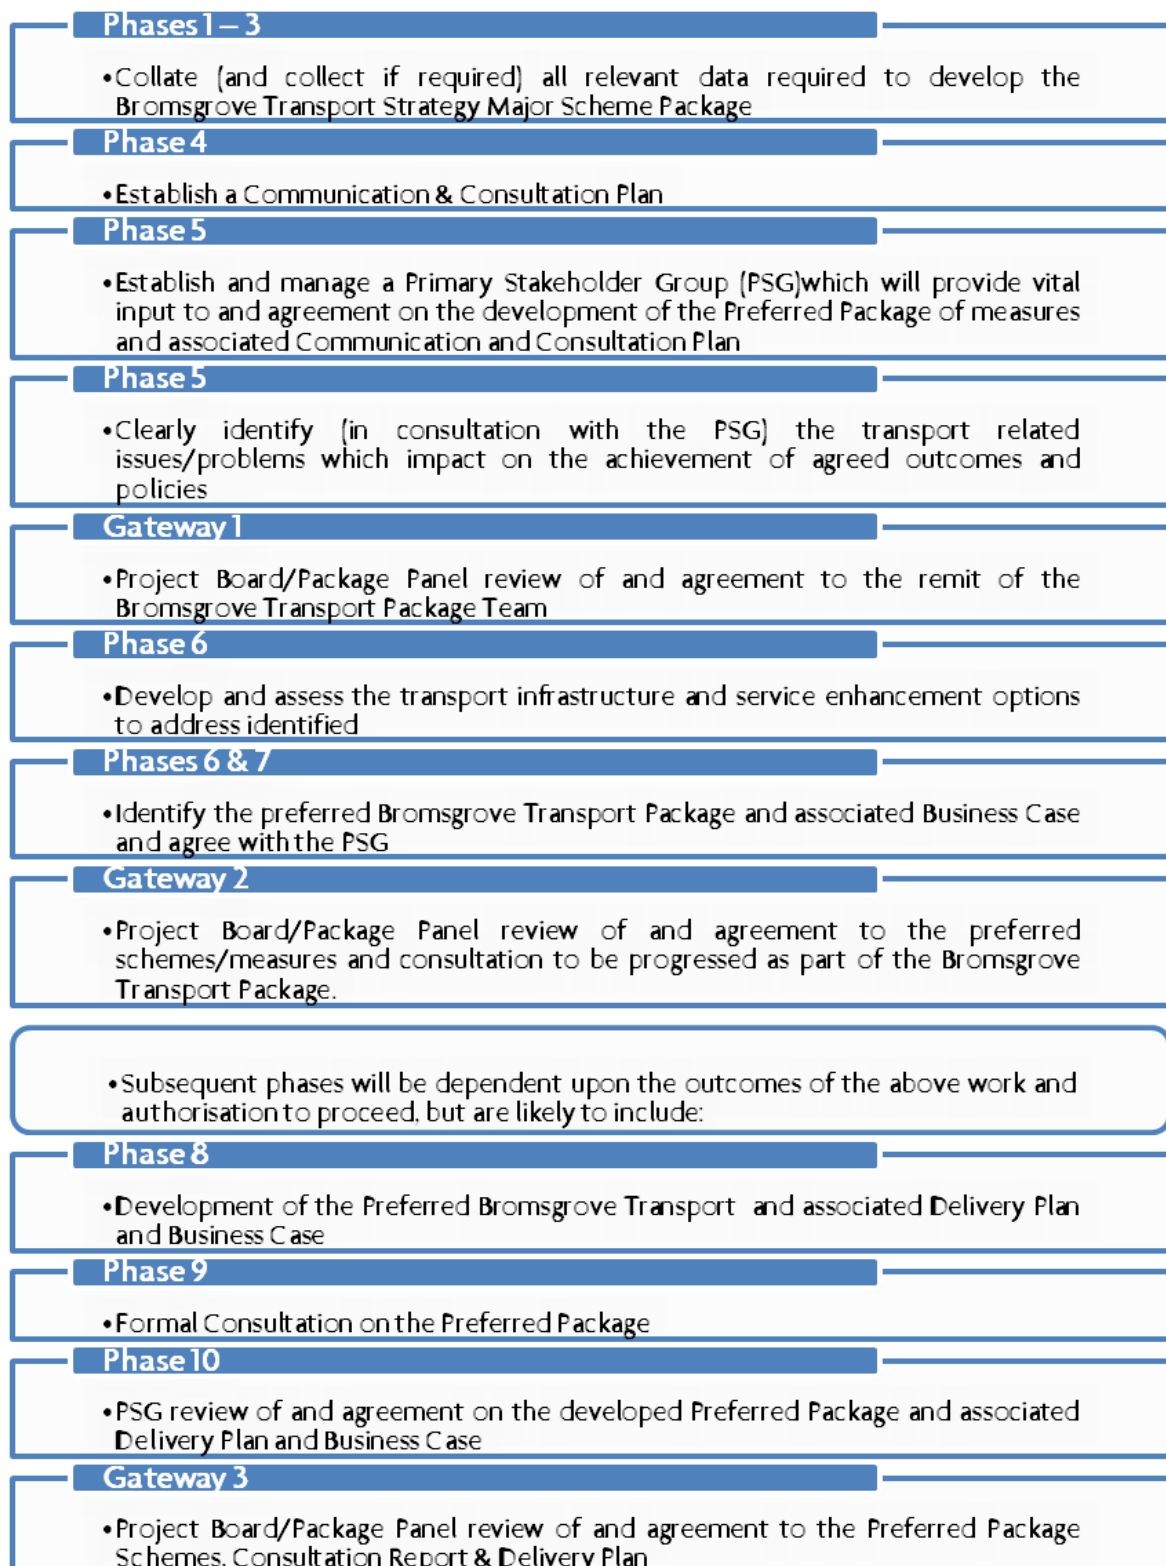 Phases 1 – 3
•Collate (and collect if required) all relevant data required to develop the
Bromsgrove Transport Strategy Major Scheme Package
Phase 4
•Establish a Communication & Consultation Plan
Phase 5
•Establish and manage a Primary Stakeholder Group (PSG)which will provide vital
input to and agreement on the development of the Preferred Package of measures
and associated Communication and Consultation Plan
Phase 5
•Clearly identify (in consultation with the PSG) the transport related
issues/problems which impact on the achievement of agreed outcomes and
policies
Gateway 1
•Project Board/Package Panel review of and agreement to the remit of the
Bromsgrove Transport Package Team
Phase 6
•Develop and assess the transport infrastructure and service enhancement options
to address identified
Phases 6 & 7
•Identify the preferred Bromsgrove Transport Package and associated Business Case
and agree with the PSG
Gateway 2
•Project Board/Package Panel review of and agreement to the preferred
schemes/measures and consultation to be progressed as part of the Bromsgrove
Transport Package.
•Subsequent phases will be dependent upon the outcomes of the above work and
authorisation to proceed, but are likely to include:
Phase 8
•Development of the Preferred Bromsgrove Transport and associated Delivery Plan
and Business Case
Phase 9
•Formal Consultation on the Preferred Package
Phase 10
•PSG review of and agreement on the developed Preferred Package and associated
Delivery Plan and Business Case
Gateway 3
•Project Board/Package Panel review of and agreement to the Preferred Package
Schemes, Consultation Report & Delivery Plan